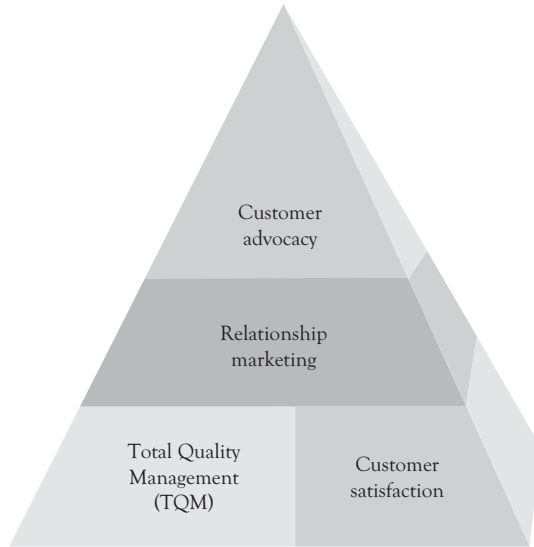 Customer
advocacy
Relationship
marketing
Total Quality
Management
(TQM)
Customer
satisfaction